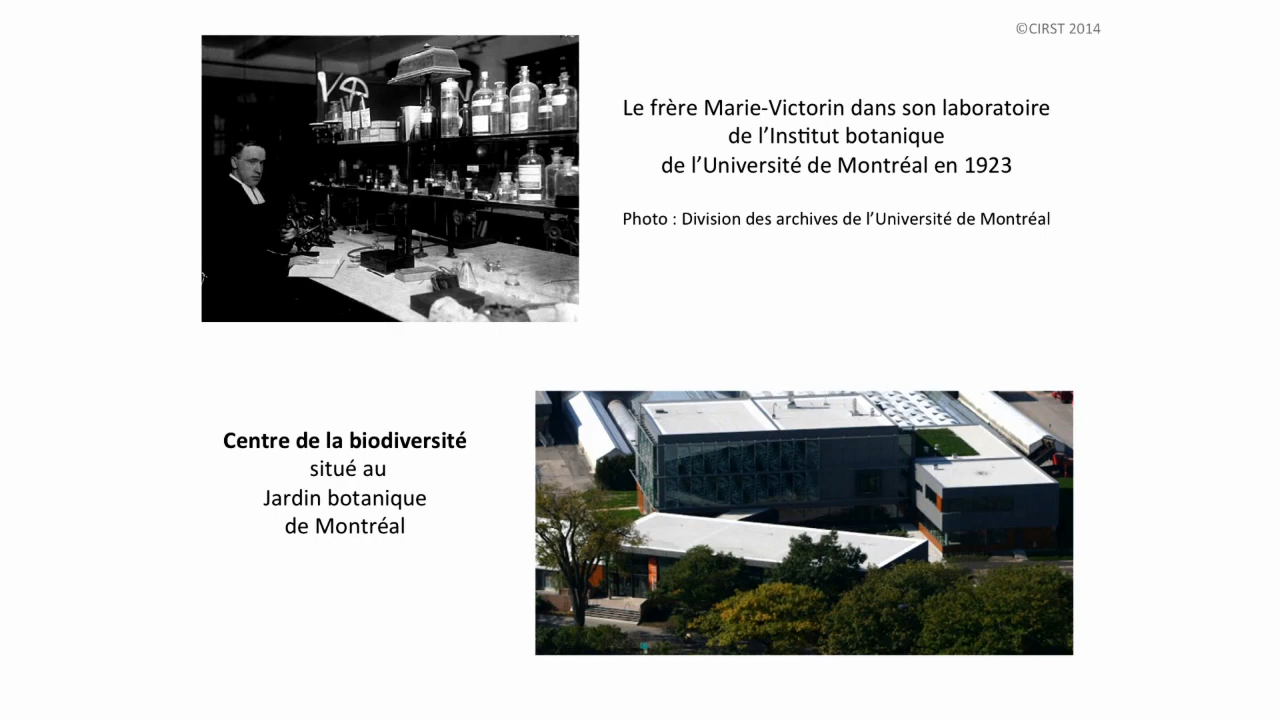 ©CIRST 2014
Le frère Marie-Victorin dans son laboratoire
de l’Institut botanique
de l’Université de Montréal en 1923
Photo : Division des archives de l’Université de Montréal
Centre de la biodiversité
situé au
Jardin botanique
de Montréal